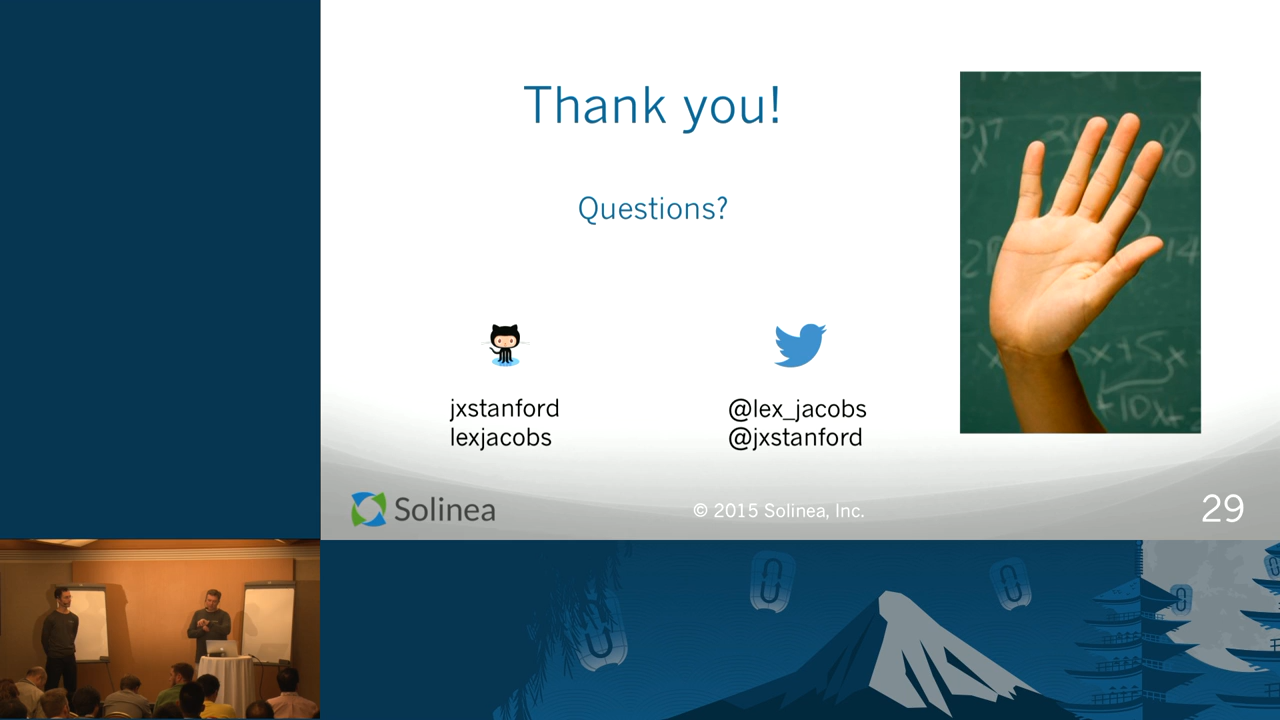 Thank you!
Questions?
jxstanford
lexjacobs
@lex_jacobs
@jxstanford
Solinea
© 2015 Solinea, Inc.
29